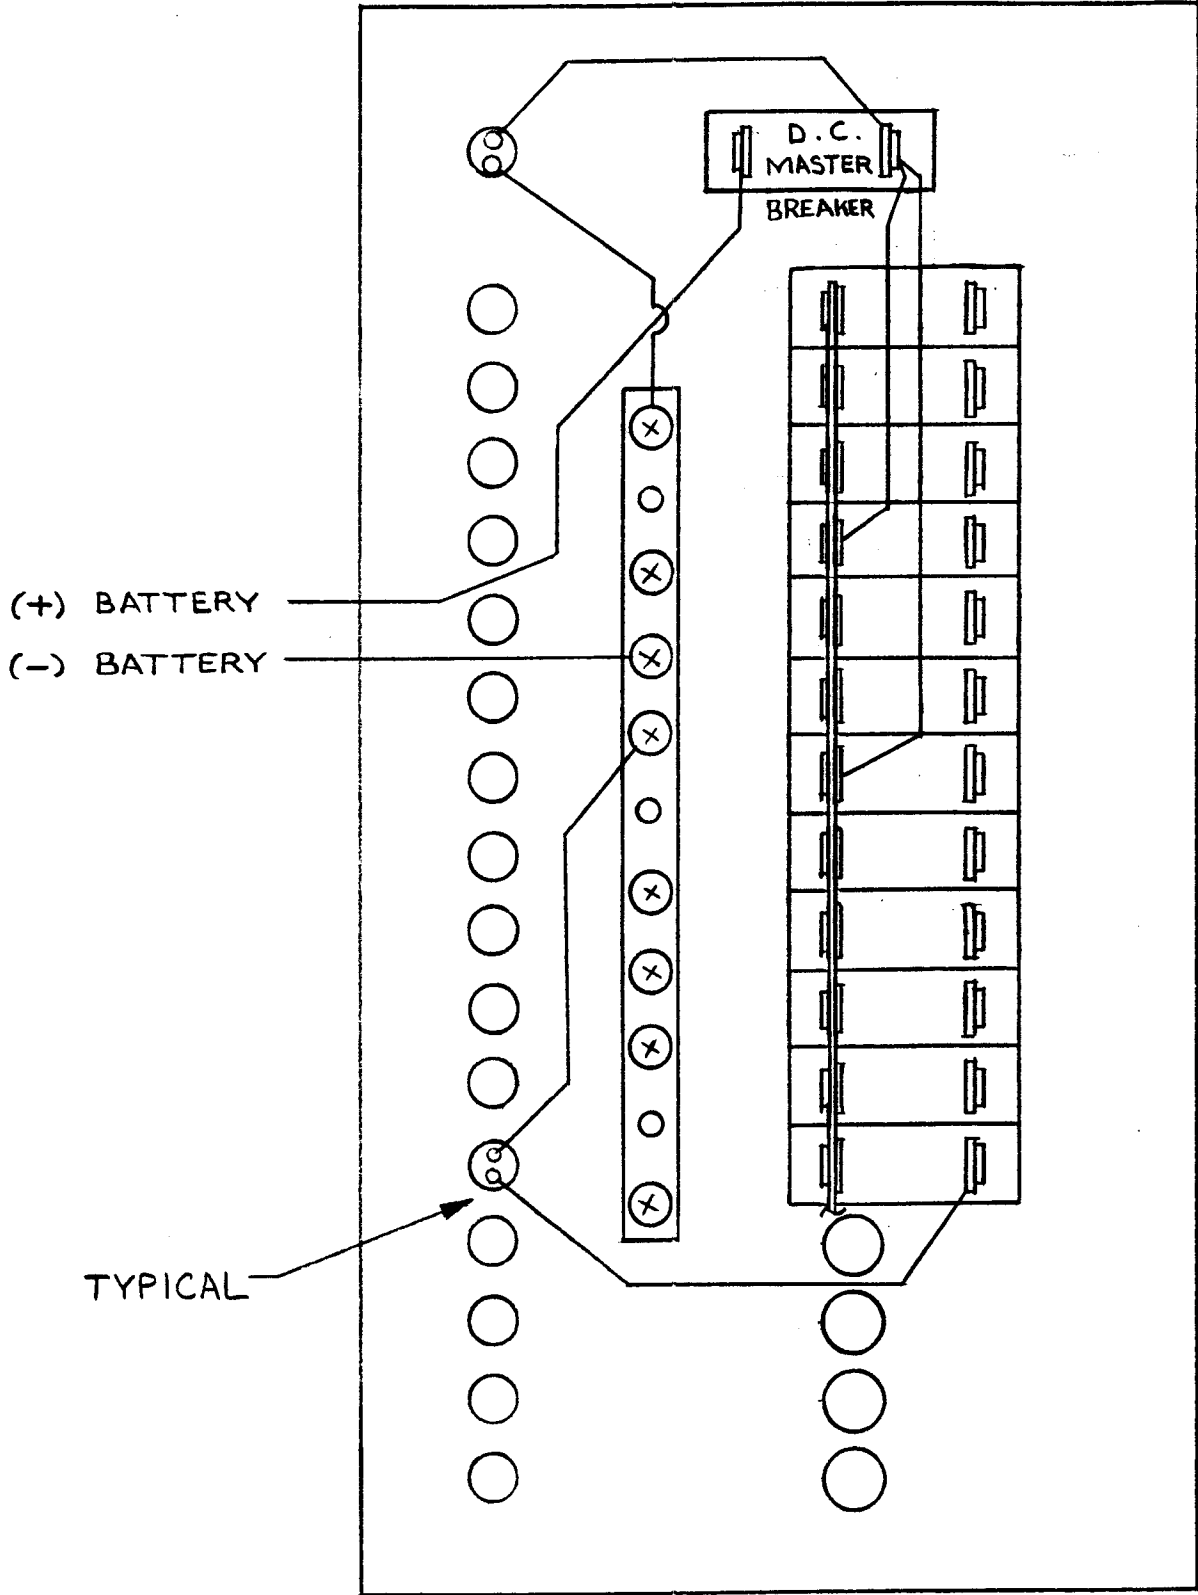 D.C.
MASTER
BREAKER
(+) BATTERY
(-) BATTERY
TYPICAL